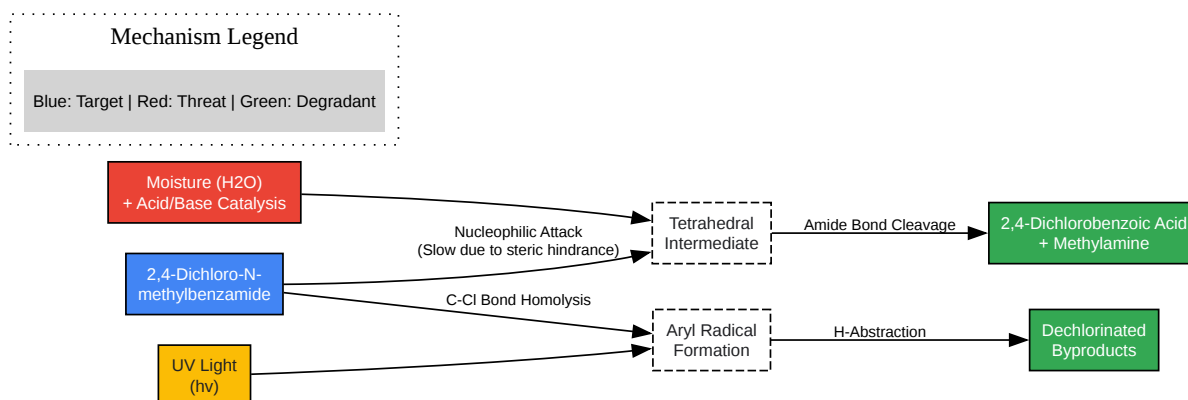 Mechanism Legend
Blue: Target | Red: Threat | Green: Degradant
Moisture (H2O)
+ Acid/Base Catalysis
2,4-Dichloro-N-
methylbenzamide
UV Light
(hv)
Nucleophilic Attack
(Slow due to steric hindrance)
C-Cl Bond Homolysis
Tetrahedral
Intermediate
Aryl Radical
Formation
Amide Bond Cleavage
H-Abstraction
2,4-Dichlorobenzoic Acid
+ Methylamine
Dechlorinated
Byproducts